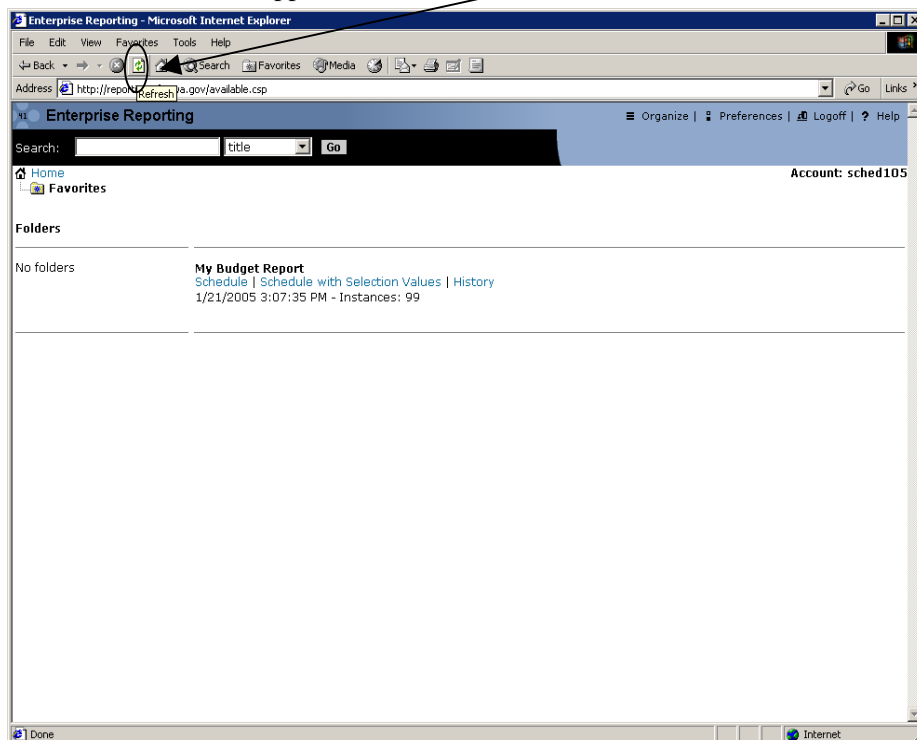 Enterprise Reporting - Microsoft Internet Explorer
File Edit View Favorites Tools Help
Back Search Favorites Media
Address http://repor a.gov/available.csp Go Links
Refresh
Enterprise Reporting Organize | Preferences | Logoff | ? Help
Search: title Go
Home Account: sched105
Favorites
Folders
No folders My Budget Report
Schedule | Schedule with Selection Values | History
1/21/2005 3:07:35 PM - Instances: 99
Done Internet